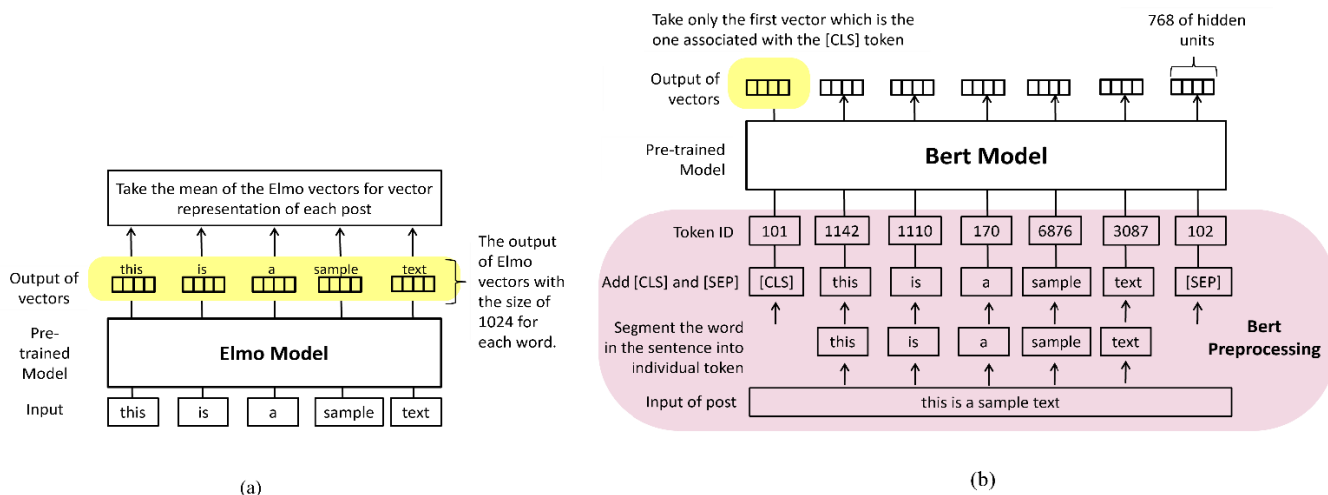 Take the mean of the Elmo vectors for vector
representation of each post
Output of
vectors
this is a sample text
The output
of Elmo
vectors with
the size of
1024 for
each word.
Pre-
trained
Model
Elmo Model
Input
this is a sample text
(a)
Take only the first vector which is the
one associated with the [CLS] token
768 of hidden
units
Output of
vectors
Pre-trained
Model
Bert Model
Token ID
101 1142 1110 170 6876 3087 102
Add [CLS] and [SEP]
[CLS] this is a sample text [SEP]
Segment the word
in the sentence into
individual token
this is a sample text
Bert
Preprocessing
Input of post
this is a sample text
(b)